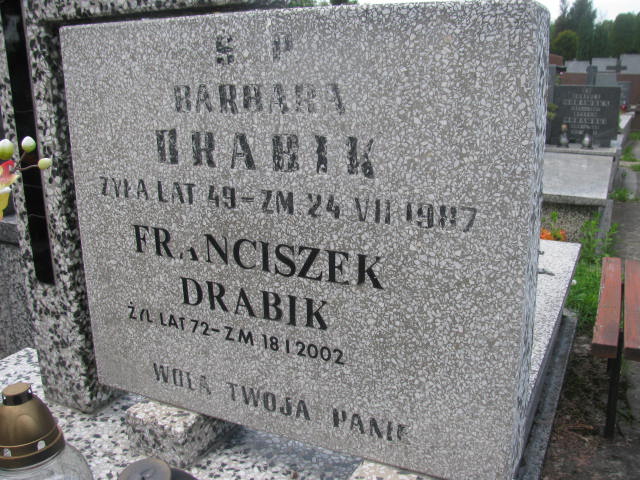 S P
BARBARA
DRABIK
ŻYŁA LAT 49-ZM 24 VII 1987
FRANCISZEK
DRABIK
ŻYŁ LAT 72-ZM 18 I 2002
WOLA TWOJA PANIE